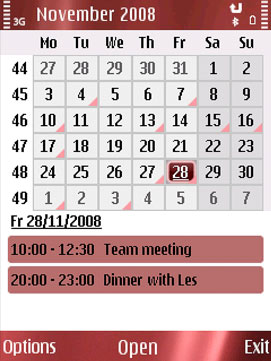 3G November 2008
Mo Tu We Th Fr Sa Su
44 27 28 29 30 31 1 2
45 3 4 5 6 7 8 9
46 10 11 12 13 14 15 16
47 17 18 19 20 21 22 23
48 24 25 26 27 28 29 30
49 1 2 3 4 5 6 7
Fr 28/11/2008
10:00 - 12:30 Team meeting
20:00 - 23:00 Dinner with Les
Options Open Exit